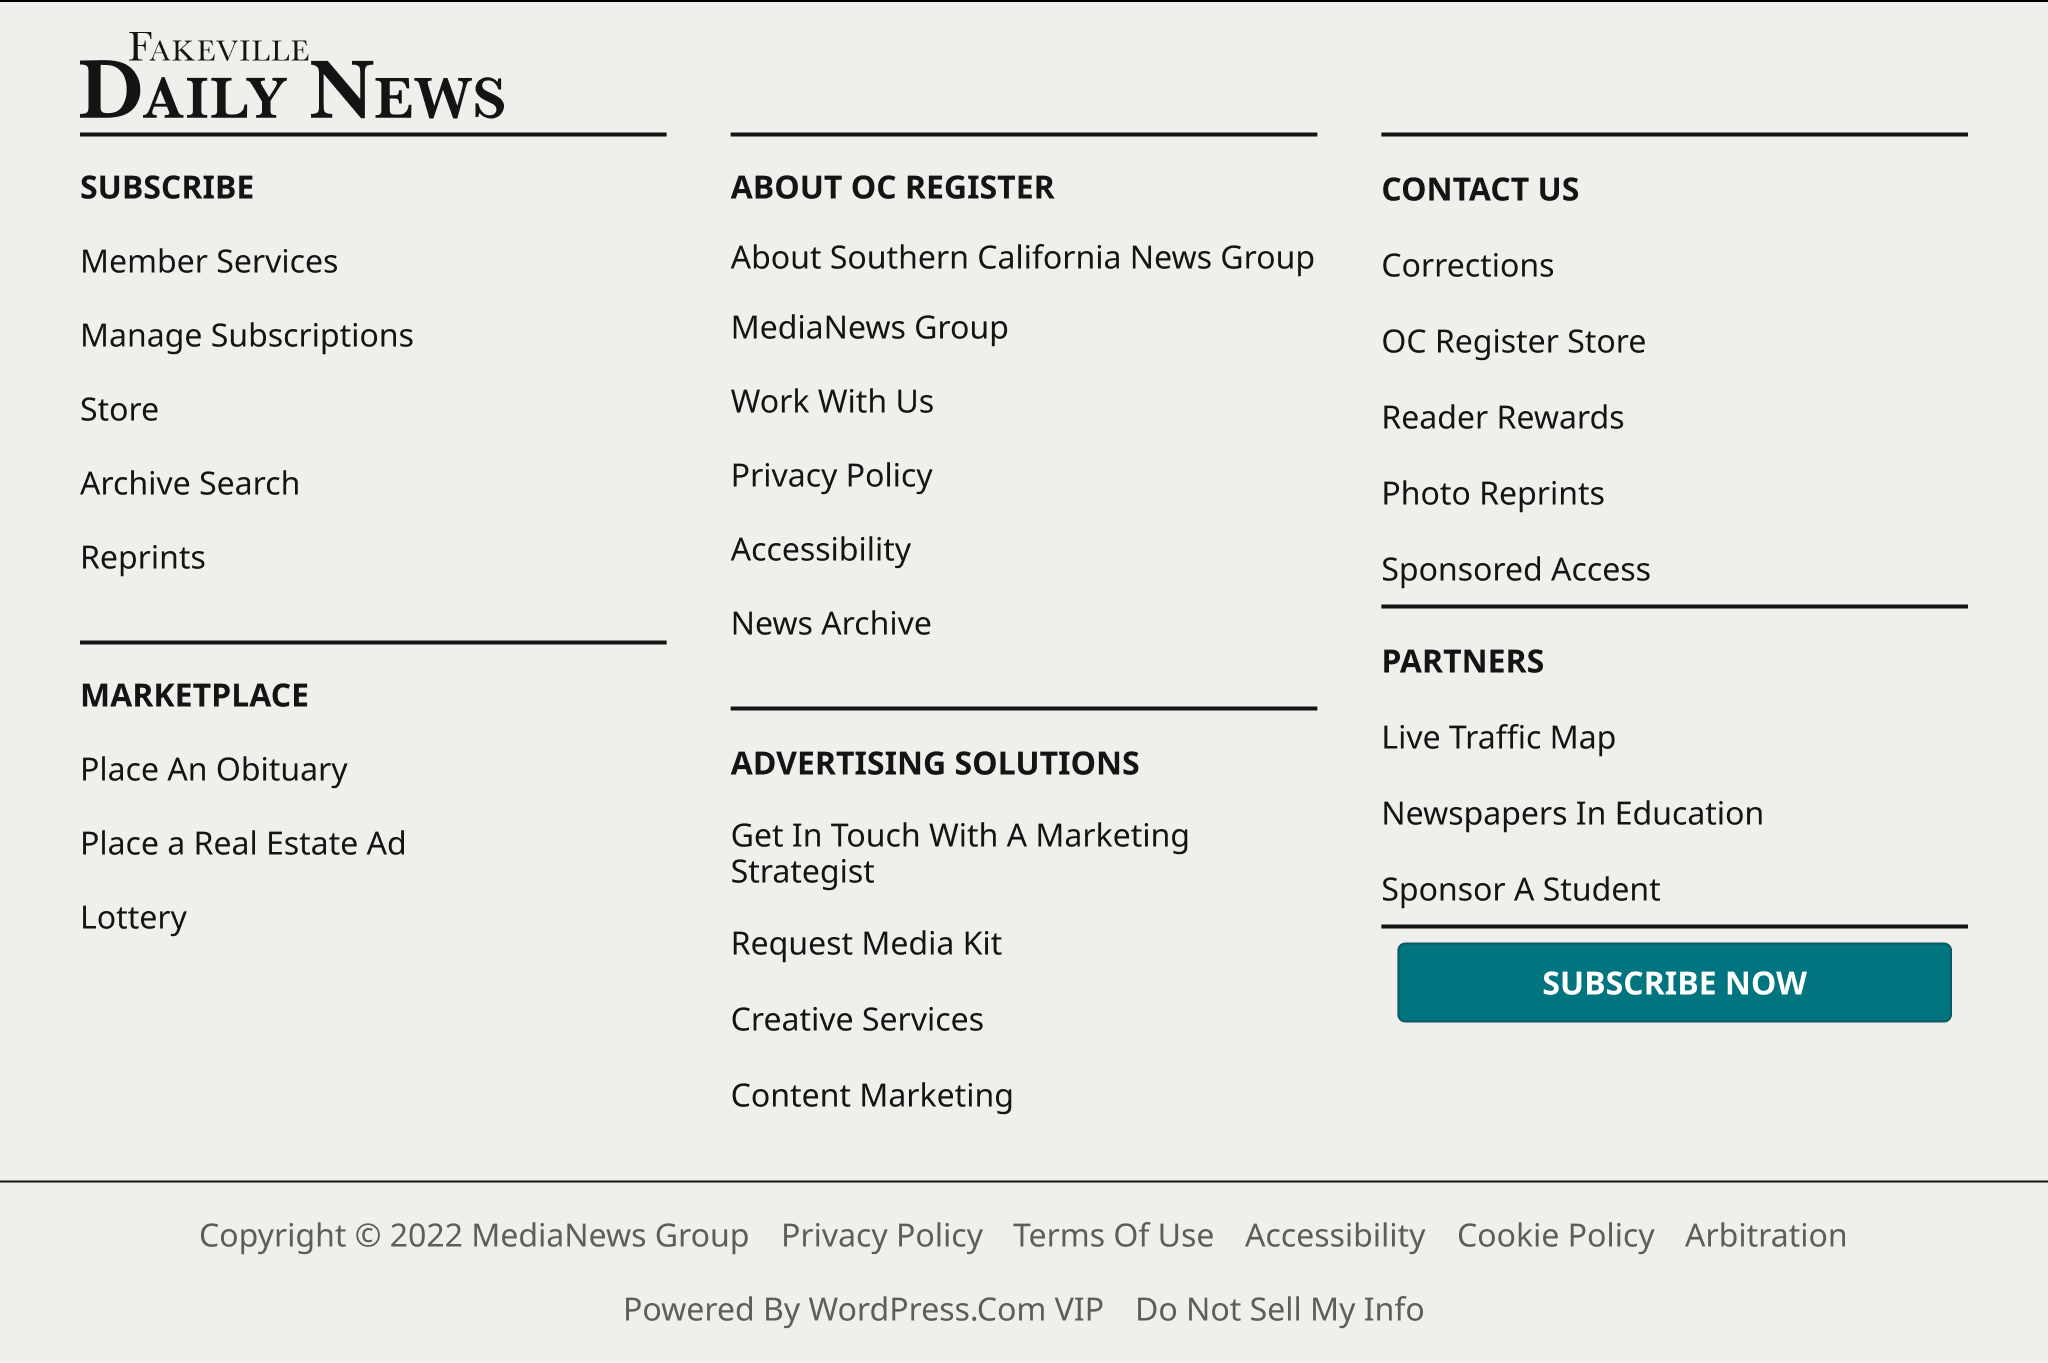 FAKEVILLE
DAILY NEWS
SUBSCRIBE
Member Services
Manage Subscriptions
Store
Archive Search
Reprints
MARKETPLACE
Place An Obituary
Place a Real Estate Ad
Lottery
ABOUT OC REGISTER
About Southern California News Group
MediaNews Group
Work With Us
Privacy Policy
Accessibility
News Archive
ADVERTISING SOLUTIONS
Get In Touch With A Marketing
Strategist
Request Media Kit
Creative Services
Content Marketing
CONTACT US
Corrections
OC Register Store
Reader Rewards
Photo Reprints
Sponsored Access
PARTNERS
Live Traffic Map
Newspapers In Education
Sponsor A Student
SUBSCRIBE NOW
Copyright © 2022 MediaNews Group Privacy Policy Terms Of Use Accessibility Cookie Policy Arbitration
Powered By WordPress.Com VIP Do Not Sell My Info